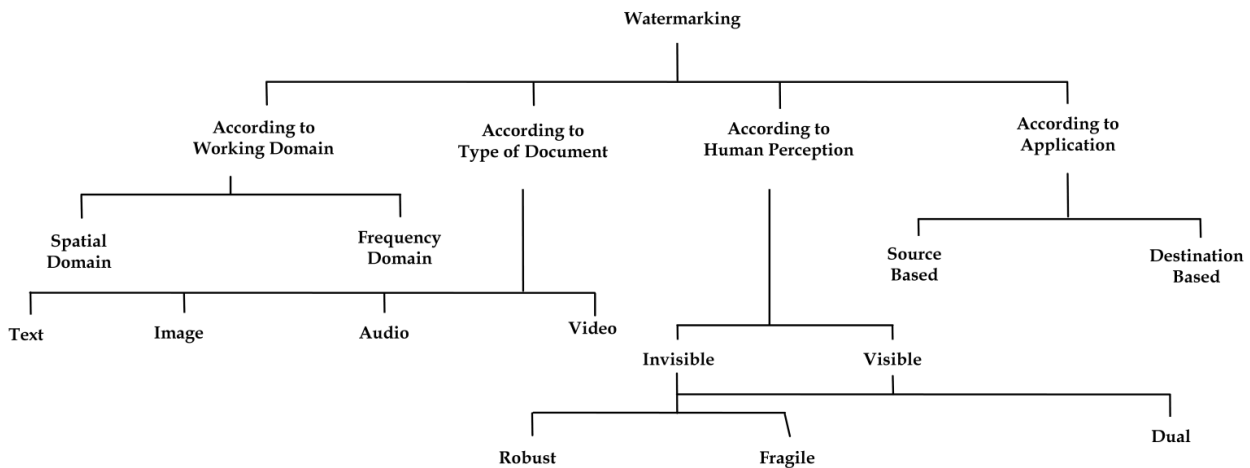 Watermarking
According to
Working Domain
According to
Type of Document
According to
Human Perception
According to
Application
Spatial
Domain
Frequency
Domain
Source
Based
Destination
Based
Text
Image
Audio
Video
Invisible
Visible
Robust
Fragile
Dual